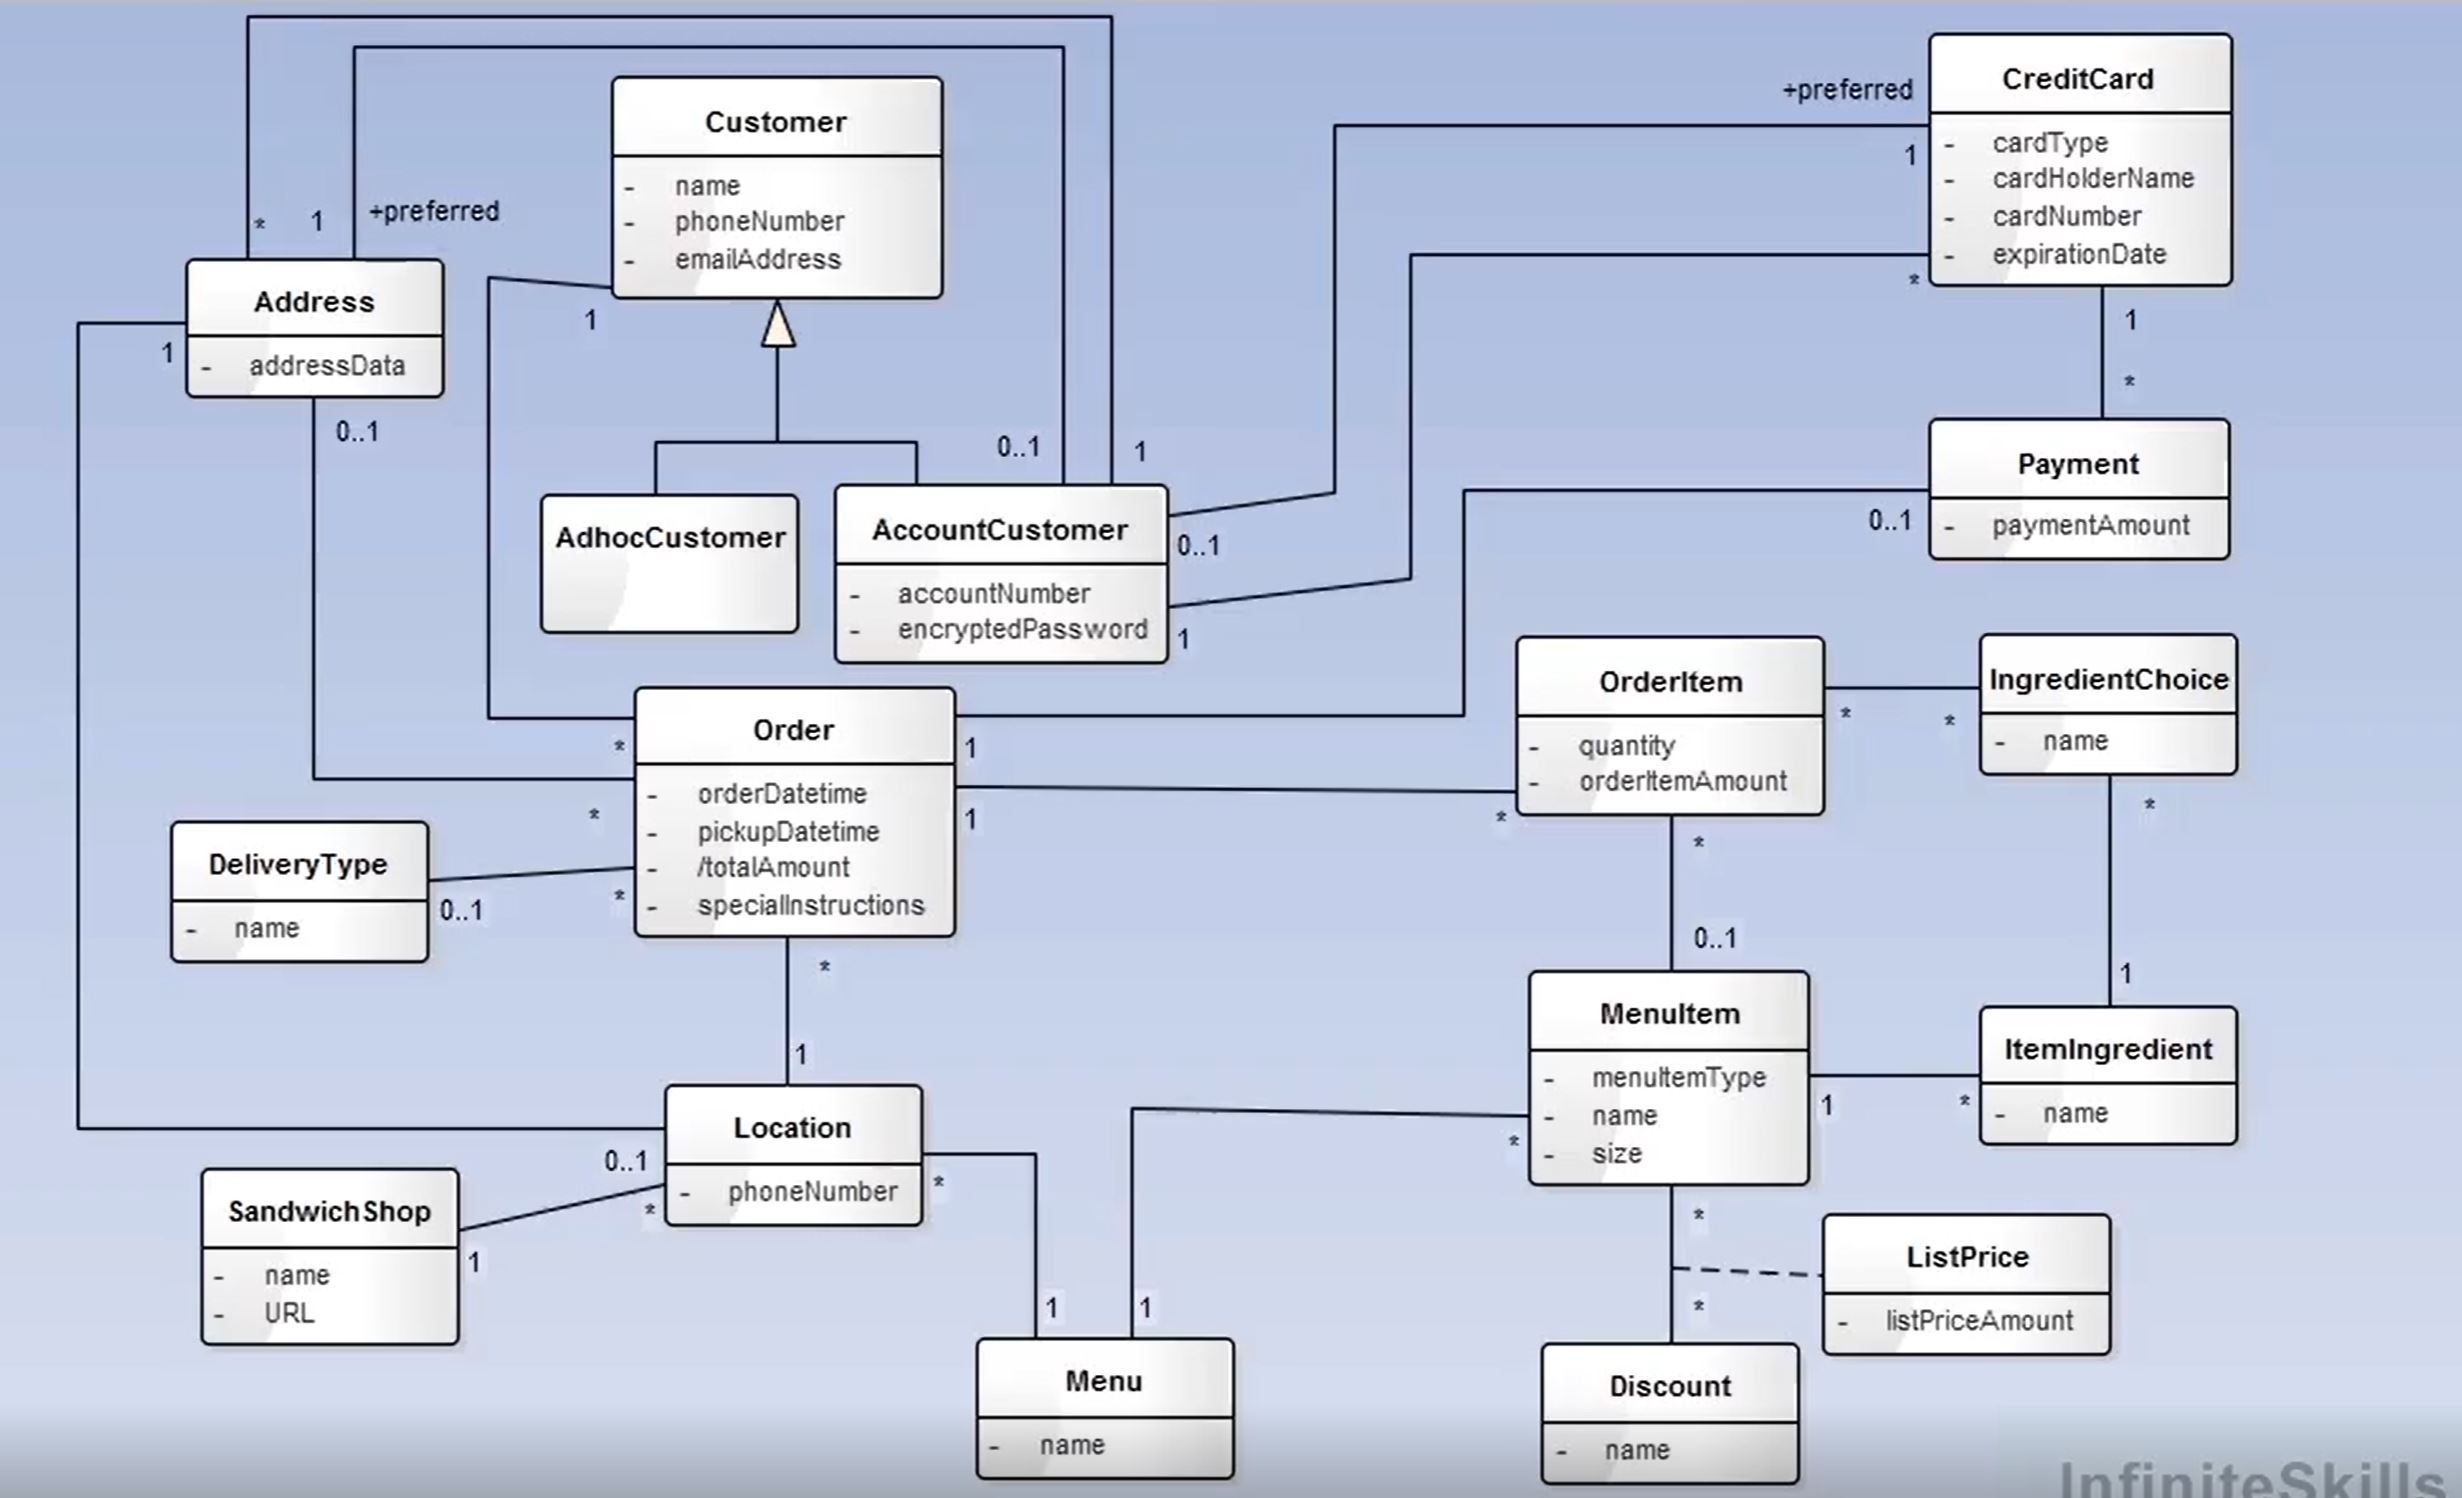 Customer
- name
- phoneNumber
- emailAddress
CreditCard
- cardType
- cardHolderName
- cardNumber
- expirationDate
+preferred
1
*
1
*
* 1 +preferred
Address
- addressData
1
0..1
1
0..1 1
AdhocCustomer
AccountCustomer
- accountNumber
- encryptedPassword
0..1
1
Payment
- paymentAmount
0..1
Order
- orderDatetime
- pickupDatetime
- /totalAmount
- specialInstructions
*
*
*
1
1
*
OrderItem
- quantity
- orderItemAmount
*
*
*
*
IngredientChoice
- name
*
1
DeliveryType
- name
0..1
0..1
MenuItem
- menuItemType
- name
- size
1
*
*
*
*
ItemIngredient
- name
1
Location
- phoneNumber
0..1
*
*
SandwichShop
- name
- URL
1
1 1
Menu
- name
ListPrice
- listPriceAmount
Discount
- name
InfiniteSkills